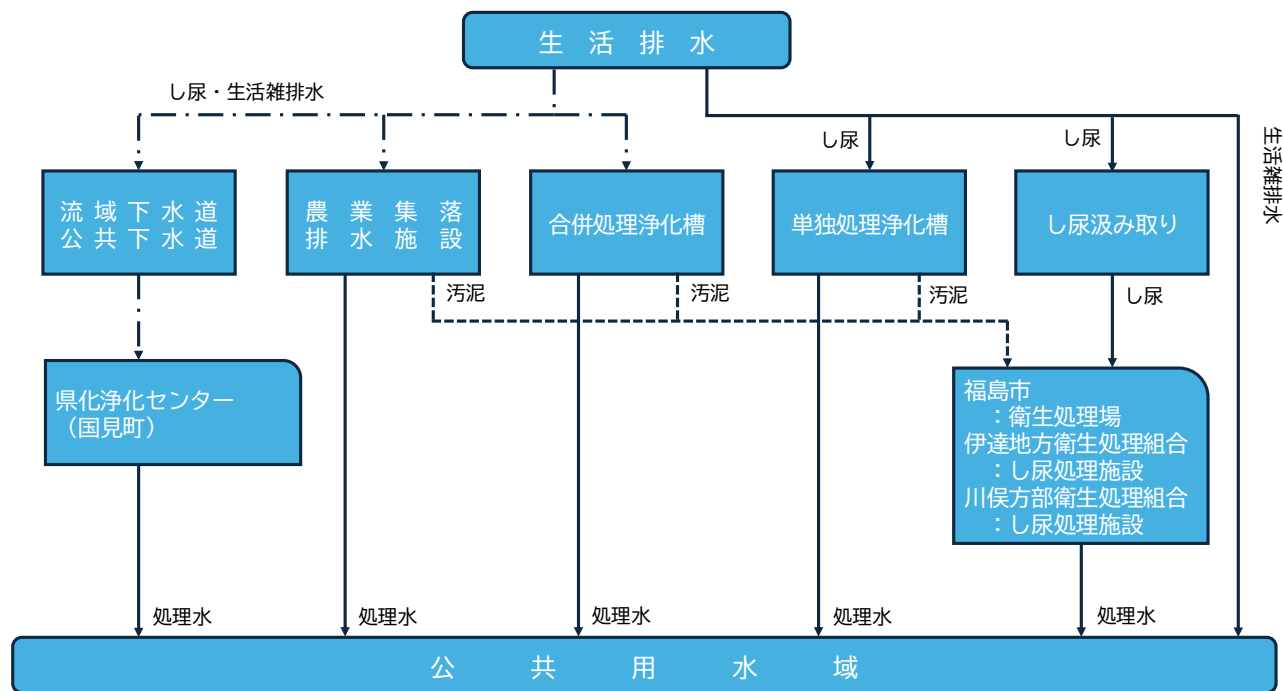 生活排水
し尿・生活雑排水
し尿
し尿
生活雑排水
流域下水道
公共下水道
農業集落
排水施設
合併処理浄化槽
単独処理浄化槽
し尿汲み取り
汚泥
汚泥
汚泥
し尿
県化浄化センター
（国見町）
福島市
：衛生処理場
伊達地方衛生処理組合
：し尿処理施設
川俣方部衛生処理組合
：し尿処理施設
処理水
処理水
処理水
処理水
処理水
公共用水域